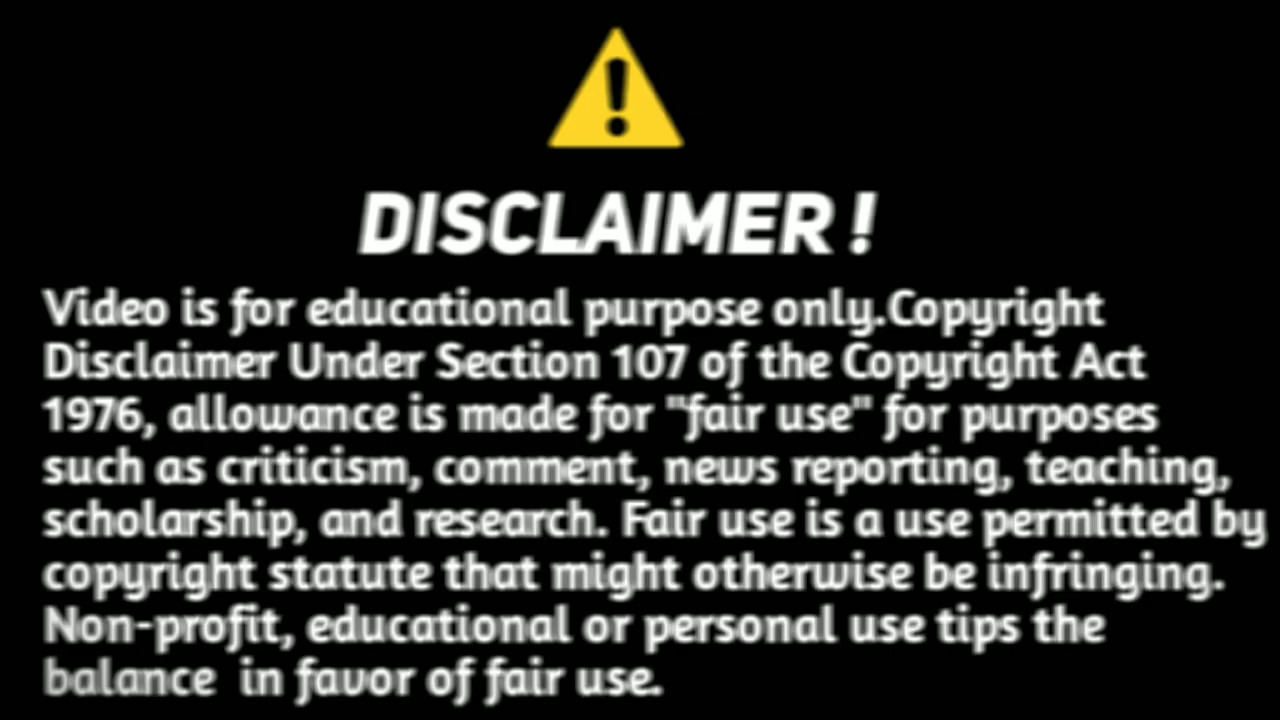 DISCLAIMER !
Video is for educational purpose only.Copyright
Disclaimer Under Section 107 of the Copyright Act
1976, allowance is made for "fair use" for purposes
such as criticism, comment, news reporting, teaching,
scholarship, and research. Fair use is a use permitted by
copyright statute that might otherwise be infringing.
Non-profit, educational or personal use tips the
balance  in favor of fair use.